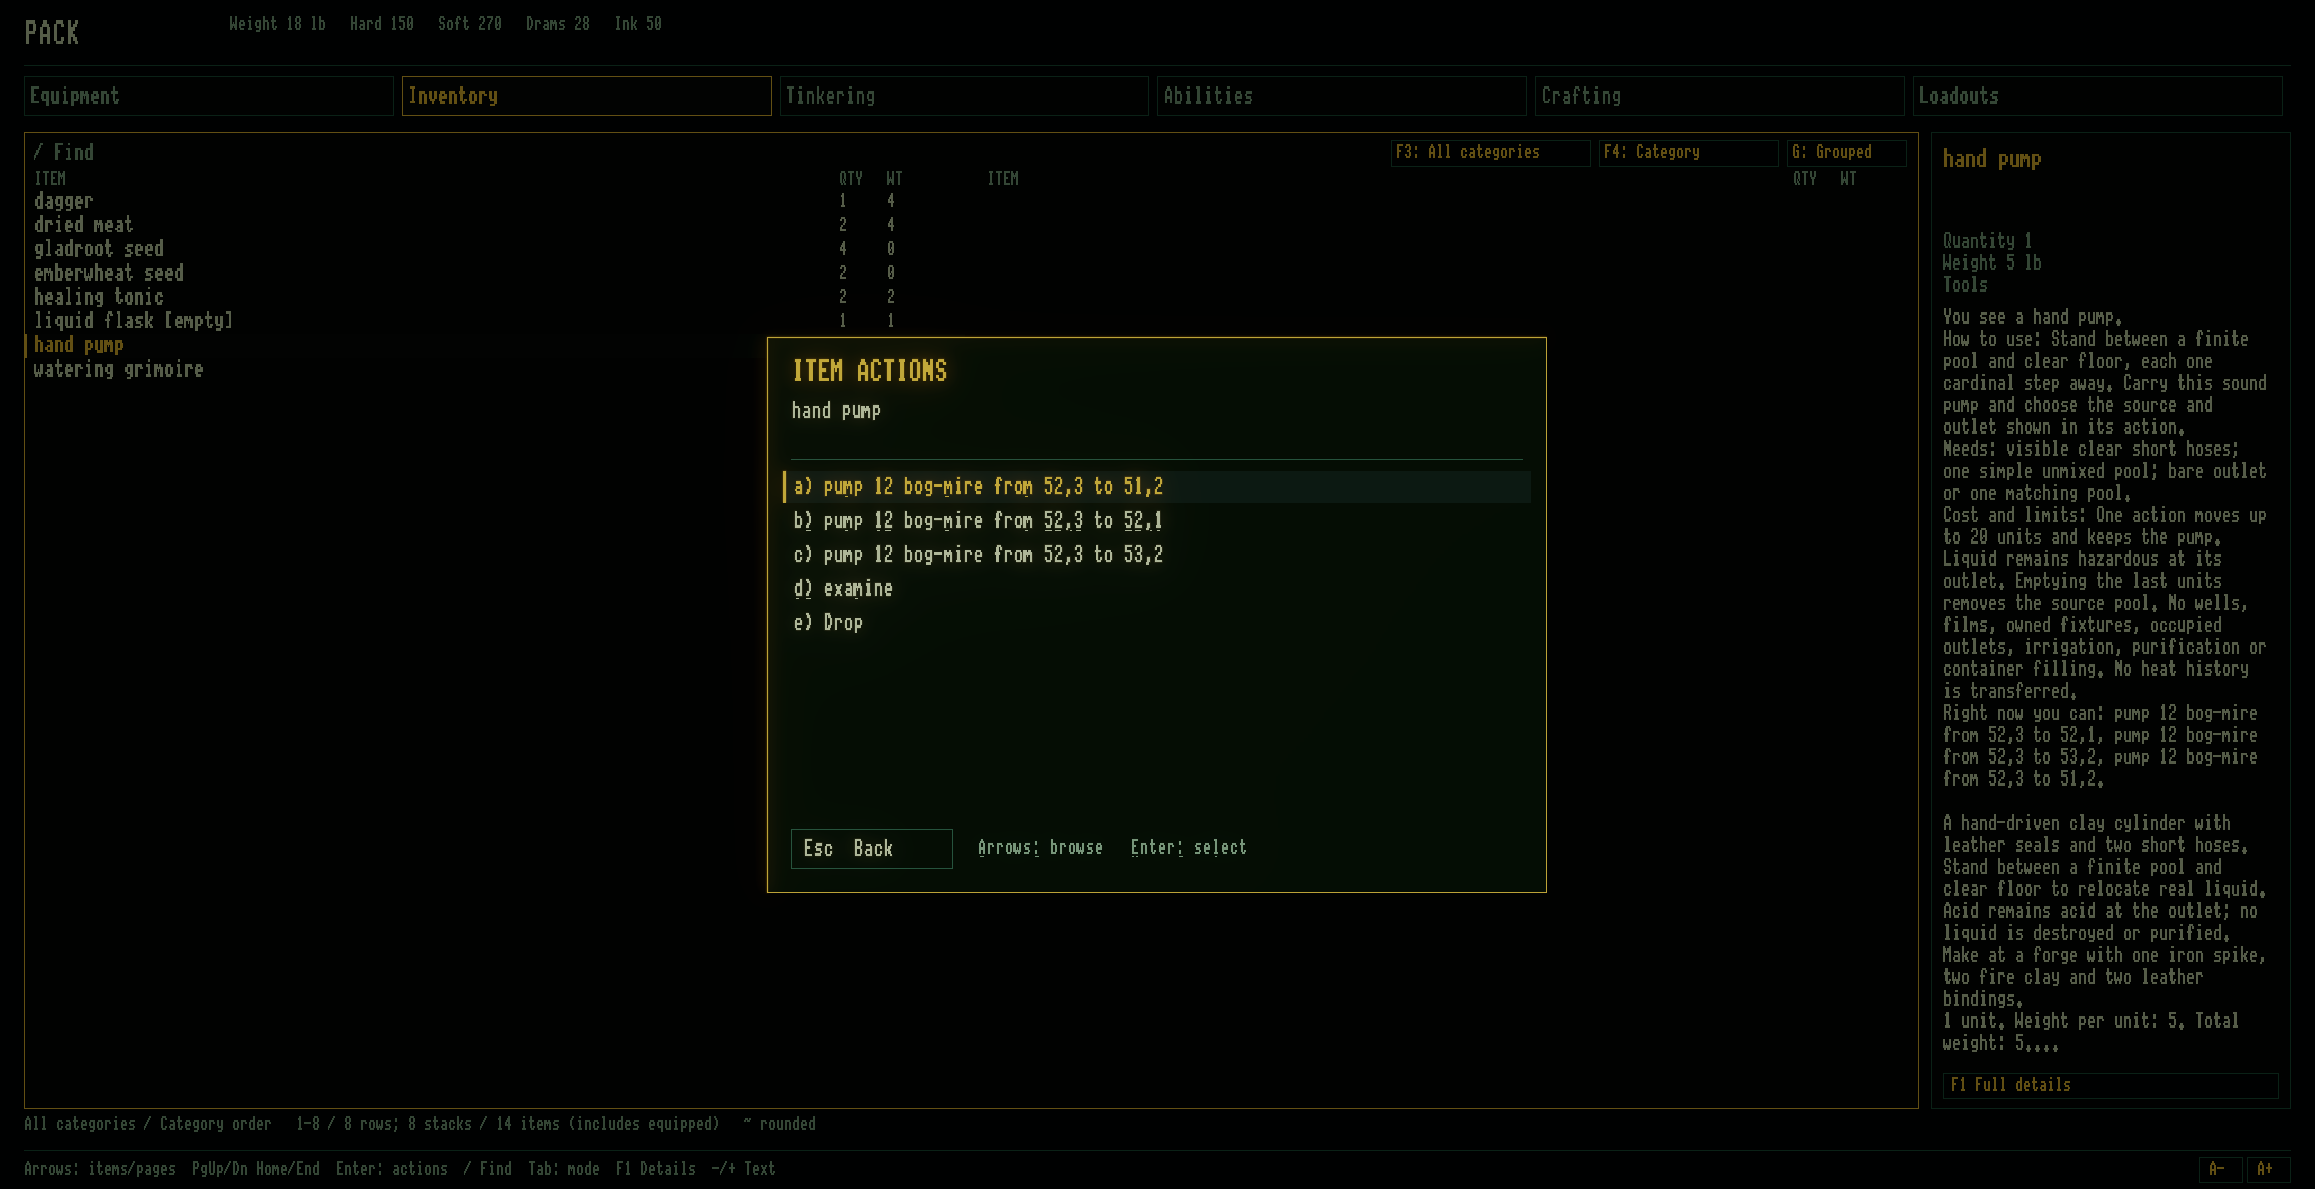 PACK
Weight 18 lb Hard 150 Soft 270 Drams 28 Ink 50
Equipment
Inventory
Tinkering
Abilities
Crafting
Loadouts
/ Find
F3: All categories
F4: Category
G: Grouped
ITEM QTY WT ITEM QTY WT
dagger 1 4
dried meat 2 4
gladroot seed 4 0
emberwheat seed 2 0
healing tonic 2 2
liquid flask [empty] 1 1
hand pump
watering grimoire
ITEM ACTIONS
hand pump
a) pump 12 bog-mire from 52,3 to 51,2
b) pump 12 bog-mire from 52,3 to 52,1
c) pump 12 bog-mire from 52,3 to 53,2
d) examine
e) Drop
Esc Back
Arrows: browse Enter: select
hand pump
Quantity 1
Weight 5 lb
Tools
You see a hand pump.
How to use: Stand between a finite
pool and clear floor, each one
cardinal step away. Carry this sound
pump and choose the source and
outlet shown in its action.
Needs: visible clear short hoses;
one simple unmixed pool; bare outlet
or one matching pool.
Cost and limits: One action moves up
to 20 units and keeps the pump.
Liquid remains hazardous at its
outlet. Emptying the last units
removes the source pool. No wells,
films, owned fixtures, occupied
outlets, irrigation, purification or
container filling. No heat history
is transferred.
Right now you can: pump 12 bog-mire
from 52,3 to 52,1, pump 12 bog-mire
from 52,3 to 53,2, pump 12 bog-mire
from 52,3 to 51,2.
A hand-driven clay cylinder with
leather seals and two short hoses.
Stand between a finite pool and
clear floor to relocate real liquid.
Acid remains acid at the outlet; no
liquid is destroyed or purified.
Make at a forge with one iron spike,
two fire clay and two leather
bindings.
1 unit. Weight per unit: 5. Total
weight: 5....
F1 Full details
All categories / Category order 1-8 / 8 rows; 8 stacks / 14 items (includes equipped) ~ rounded
Arrows: items/pages PgUp/Dn Home/End Enter: actions / Find Tab: mode F1 Details -/+ Text
A-
A+